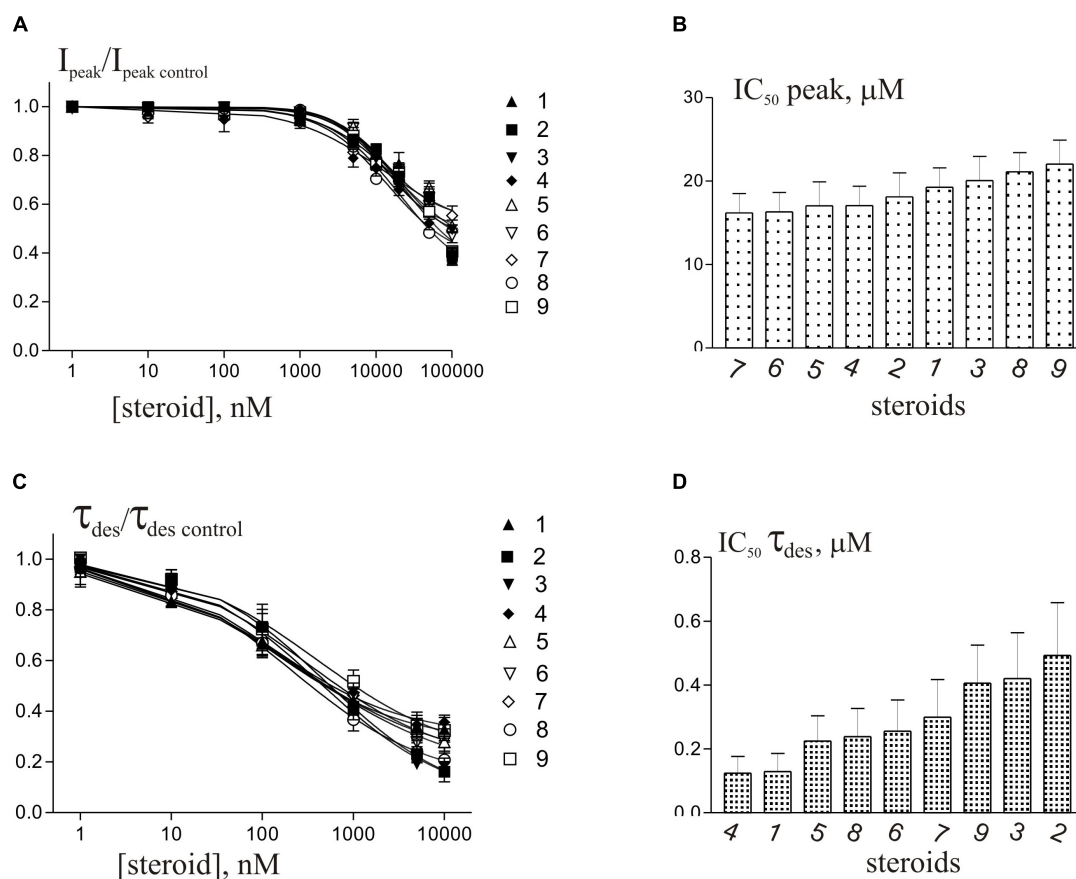 A
I peak/I peak control
1.0
0.8
0.6
0.4
0.2
0.0
1 10 100 1000 10000 100000
[steroid], nM
1
2
3
4
5
6
7
8
9
B
IC50 peak, μM
30
20
10
0
7 6 5 4 2 1 3 8 9
steroids
C
τdes/τdes control
1.0
0.8
0.6
0.4
0.2
0.0
1 10 100 1000 10000
[steroid], nM
1
2
3
4
5
6
7
8
9
D
IC50 τdes, μM
0.8
0.6
0.4
0.2
0.0
4 1 5 8 6 7 9 3 2
steroids